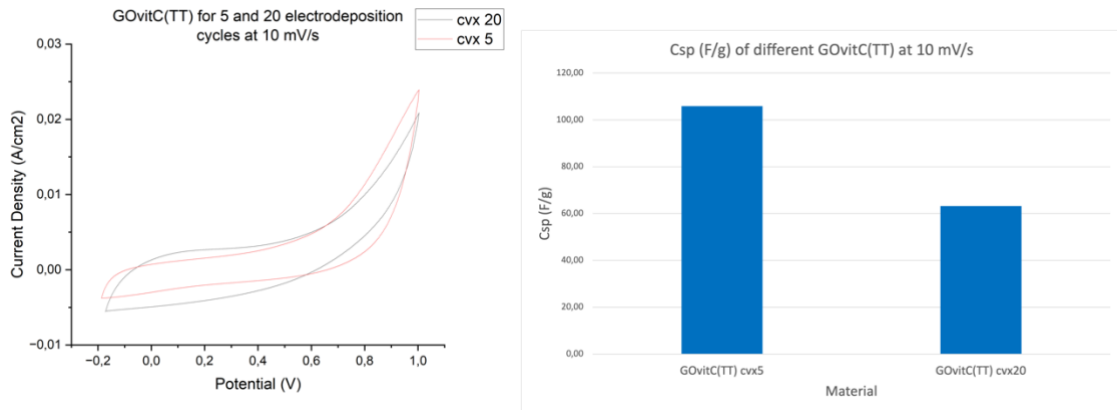 GOvitC(TT) for 5 and 20 electrodeposition
cycles at 10 mV/s
cvx 20
cvx 5
0,03
0,02
0,01
0,00
−0,01
Current Density (A/cm2)
−0,2 0,0 0,2 0,4 0,6 0,8 1,0
Potential (V)
Csp (F/g) of different GOvitC(TT) at 10 mV/s
120,00
100,00
80,00
60,00
40,00
20,00
0,00
Csp (F/g)
GOvitC(TT) cvx5 GOvitC(TT) cvx20
Material